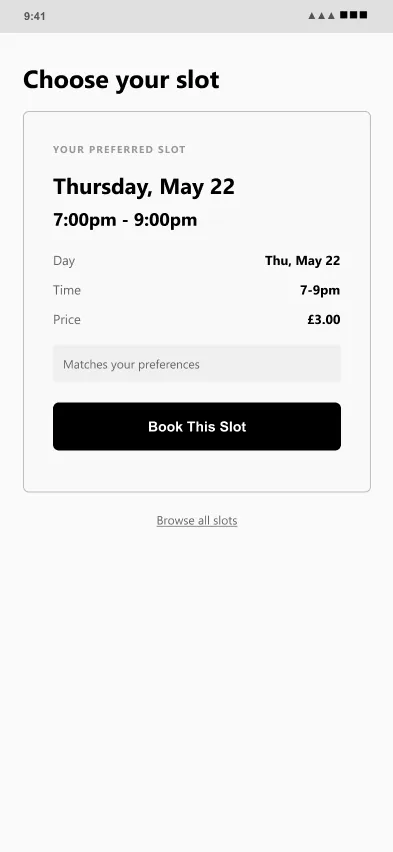 9:41
Choose your slot
YOUR PREFERRED SLOT
Thursday, May 22
7:00pm - 9:00pm
Day Thu, May 22
Time 7-9pm
Price £3.00
Matches your preferences
Book This Slot
Browse all slots